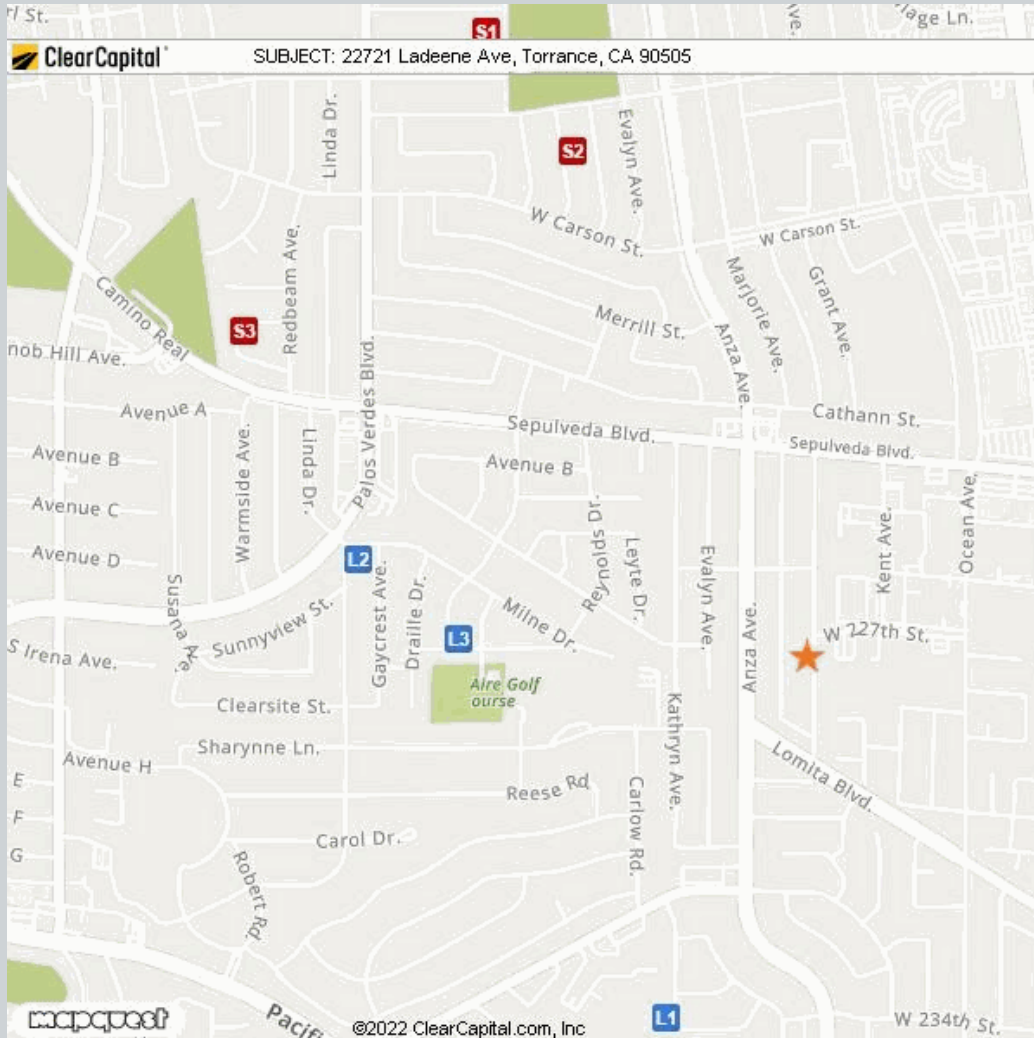 rl St.
S1
ive.
lage Ln.
ClearCapital
SUBJECT: 22721 Ladeene Ave, Torrance, CA 90505
Linda Dr.
S2
Evalyn Ave.
W Carson St.
W Carson St.
Redbeam Ave.
Marjorie Ave.
Grant Ave.
Camino Real
S3
Merrill St.
Anza Ave.
nob Hill Ave.
Palos Verdes Blvd.
Avenue A
Cathann St.
Sepulveda Blvd.
Sepulveda Blvd.
Avenue B
Avenue B
Warmside Ave.
Linda Dr.
Avenue C
Reynolds Dr.
Leyte Dr.
Kent Ave.
Ocean Ave.
Avenue D
L2
Evalyn Ave.
Susana Ave.
Gaycrest Ave.
Draille Dr.
Sunnyview St.
Milne Dr.
L3
Anza Ave.
W 227th St.
S Irena Ave.
Aire Golf
ourse
Clearsite St.
Kathryn Ave.
Sharynne Ln.
Avenue H
Lomita Blvd.
E
Reese Rd
Carlow Rd.
F
Carol Dr.
G
Robert Rd.
mapquest
Pacifi
©2022 ClearCapital.com, Inc
L1
W 234th St.